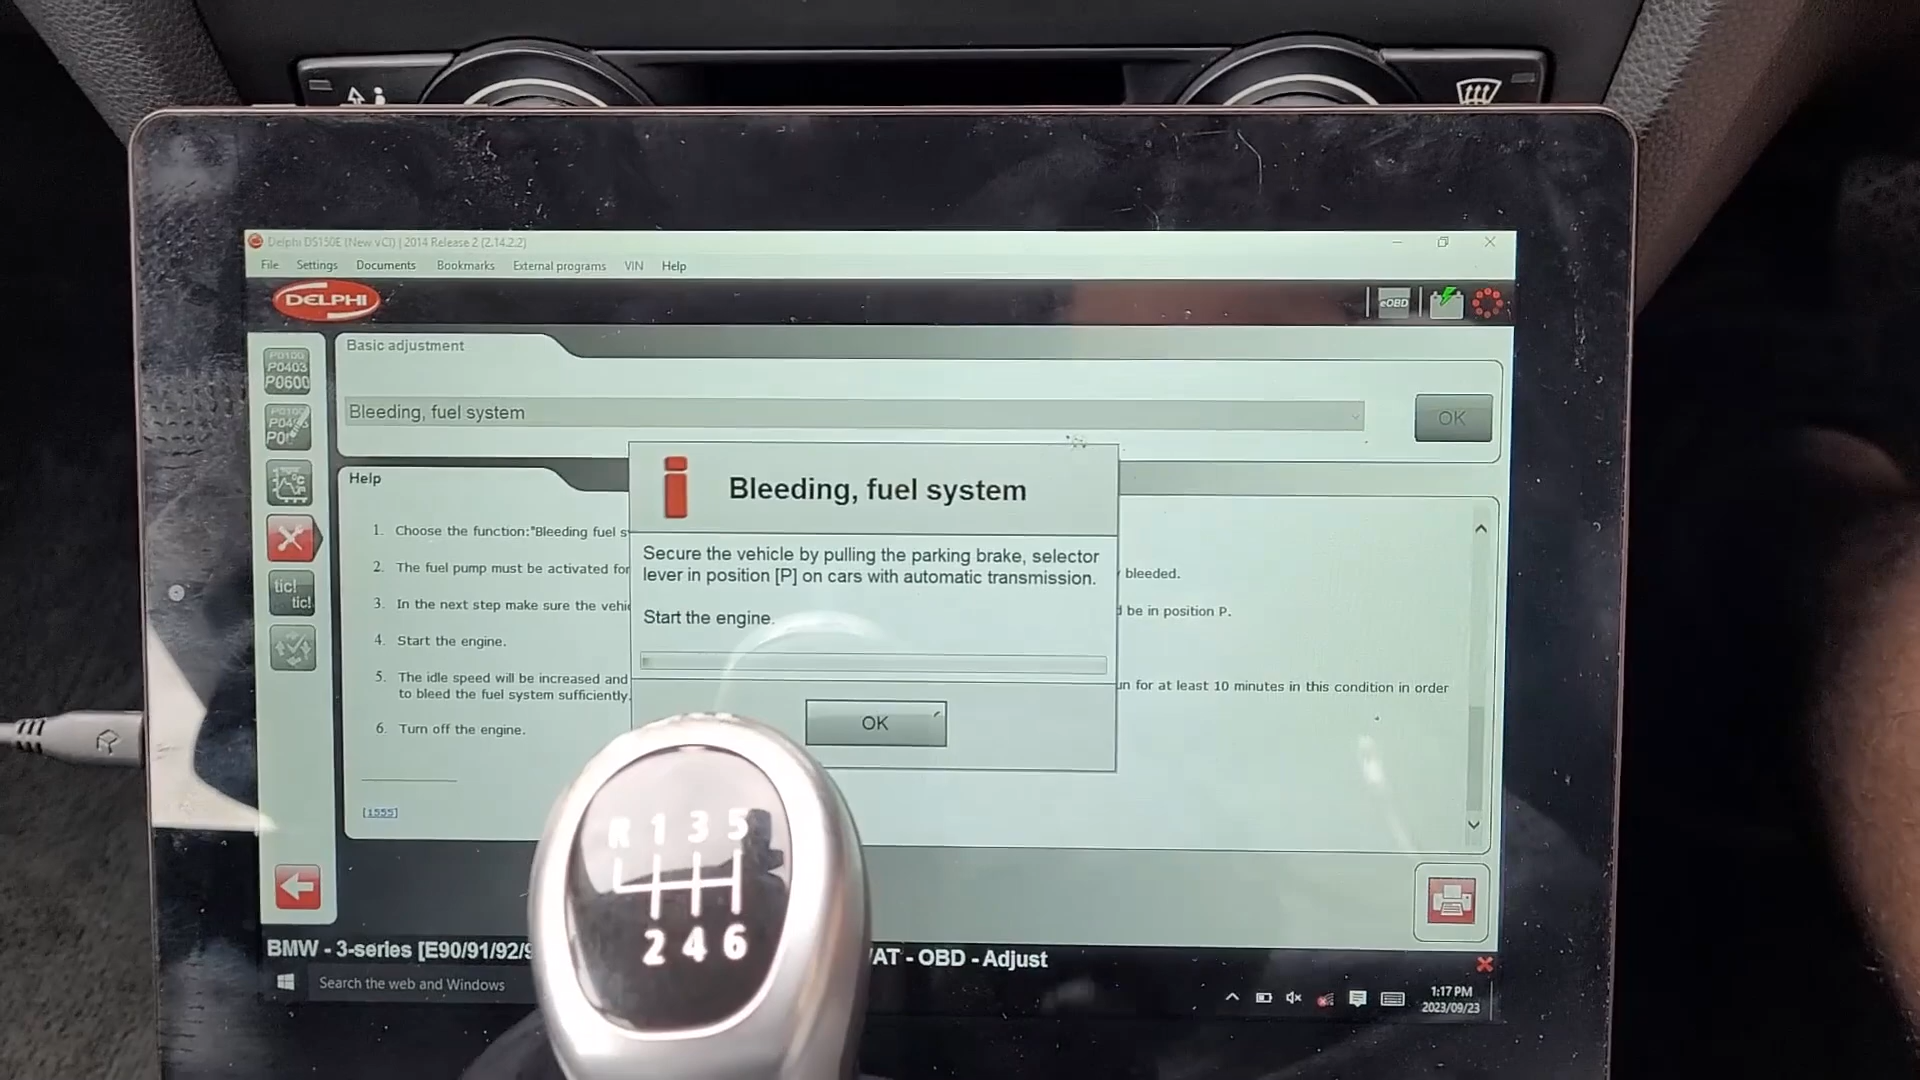 Delphi DS150E (New VCI) | 2014 Release 2 (2.14.2.2)
File Settings Documents Bookmarks External programs VIN Help
DELPHI
eOBD
P0100
P0403
P0600
Basic adjustment
Bleeding, fuel system
OK
Help
1. Choose the function:"Bleeding fuel s
2. The fuel pump must be activated for
bleeded.
3. In the next step make sure the vehi
be in position P.
4. Start the engine.
5. The idle speed will be increased and
un for at least 10 minutes in this condition in order
to bleed the fuel system sufficiently.
6. Turn off the engine.
[1555]
tic!
tic!
Bleeding, fuel system
Secure the vehicle by pulling the parking brake, selector
lever in position [P] on cars with automatic transmission.
Start the engine.
OK
R 1 3 5
2 4 6
BMW - 3-series [E90/91/92/9
/AT - OBD - Adjust
Search the web and Windows
1:17 PM
2023/09/23